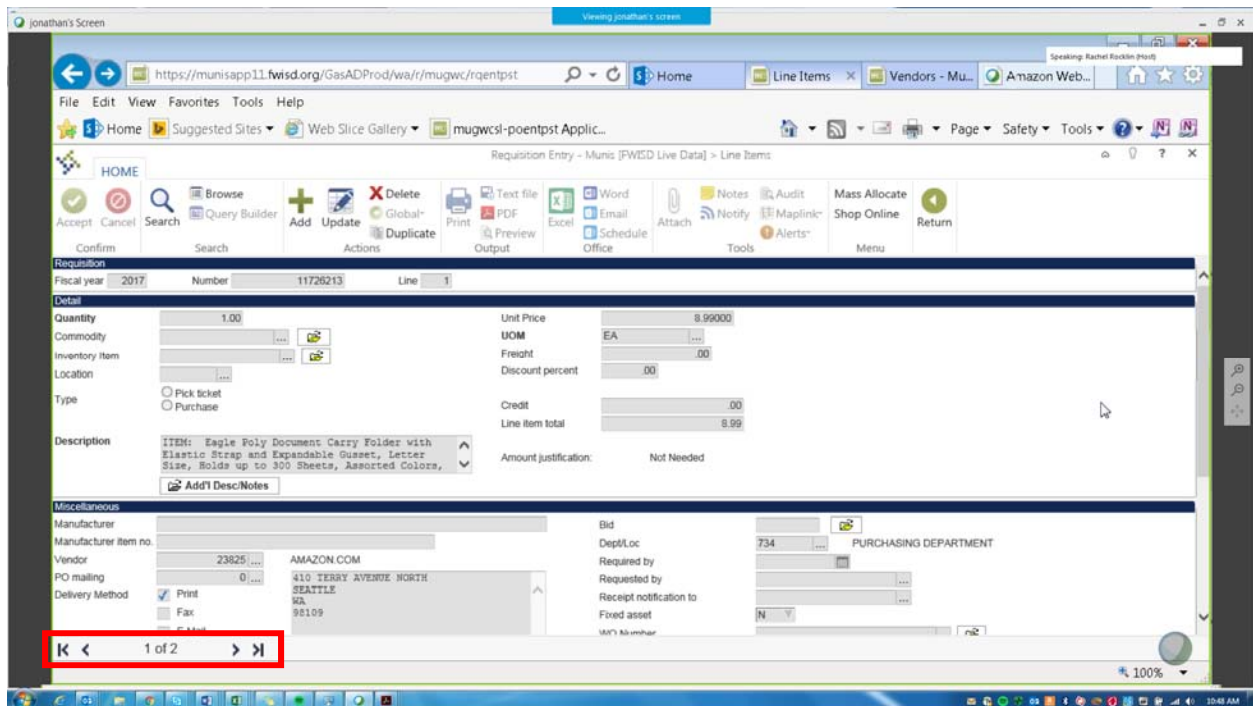 jonathan's Screen
Viewing jonathan's screen
Speaking: Rachel Rocklin (Host)
https://munisapp11.fwisd.org/GasADProd/wa/r/mugwc/rqentpst
Home
Line Items
Vendors - Mu...
Amazon Web...
File Edit View Favorites Tools Help
Home Suggested Sites Web Slice Gallery mugwcsl-poentpst Applic...
Page Safety Tools
Requisition Entry - Munis [FWISD Live Data] > Line Items
HOME
Browse Delete Text file Word Notes Audit Mass Allocate
Accept Cancel Search Query Builder Add Update Global Print PDF Excel Email Attach Notify Maplink Shop Online Return
Duplicate Preview Schedule Alerts
Confirm Search Actions Output Office Tools Menu
Requisition
Fiscal year 2017 Number 11726213 Line 1
Detail
Quantity 1.00 Unit Price 8.99000
Commodity ... UOM EA ...
Inventory Item ... Freight .00
Location ... Discount percent .00
Type Pick ticket
Purchase Credit .00
Line item total 8.99
Description ITEM: Eagle Poly Document Carry Folder with
Elastic Strap and Expandable Gusset, Letter
Size, Holds up to 300 Sheets, Assorted Colors,
Amount justification: Not Needed
Add'l Desc/Notes
Miscellaneous
Manufacturer Bid
Manufacturer item no. Dept/Loc 734 ... PURCHASING DEPARTMENT
Vendor 23825 ... AMAZON.COM Required by
PO mailing 0 ... 410 TERRY AVENUE NORTH Requested by ...
SEATTLE
Delivery Method Print WA Receipt notification to ...
Fax 98109 Fixed asset N
E-Mail WO Number
1 of 2
100%
10:48 AM